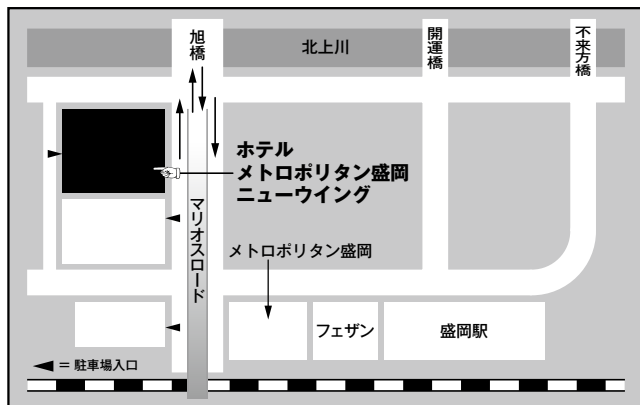 旭橋
北上川
開運橋
不来方橋
ホテル
メトロポリタン盛岡
ニューウイング
マリオスロード
メトロポリタン盛岡
フェザン
盛岡駅
= 駐車場入口